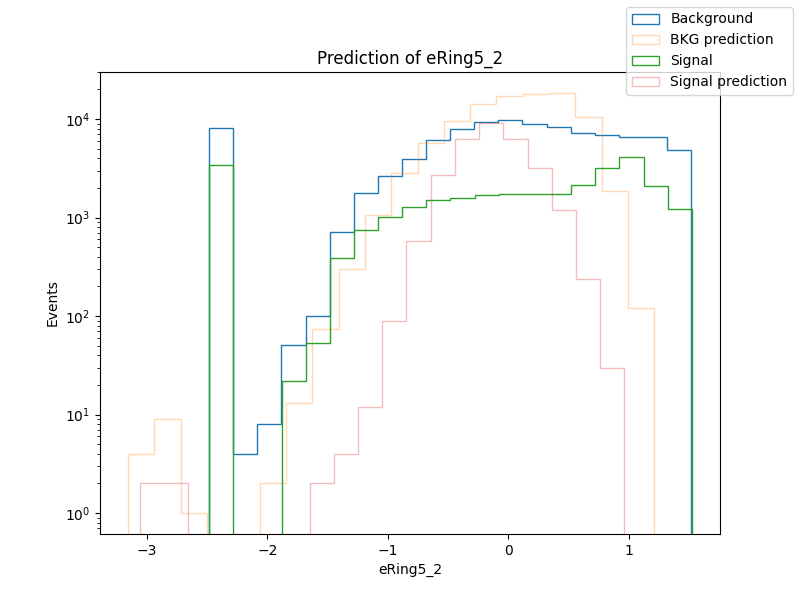 Prediction of eRing5_2
Background
BKG prediction
Signal
Signal prediction
Events
10⁴
10³
10²
10¹
10⁰
−3
−2
−1
0
1
eRing5_2